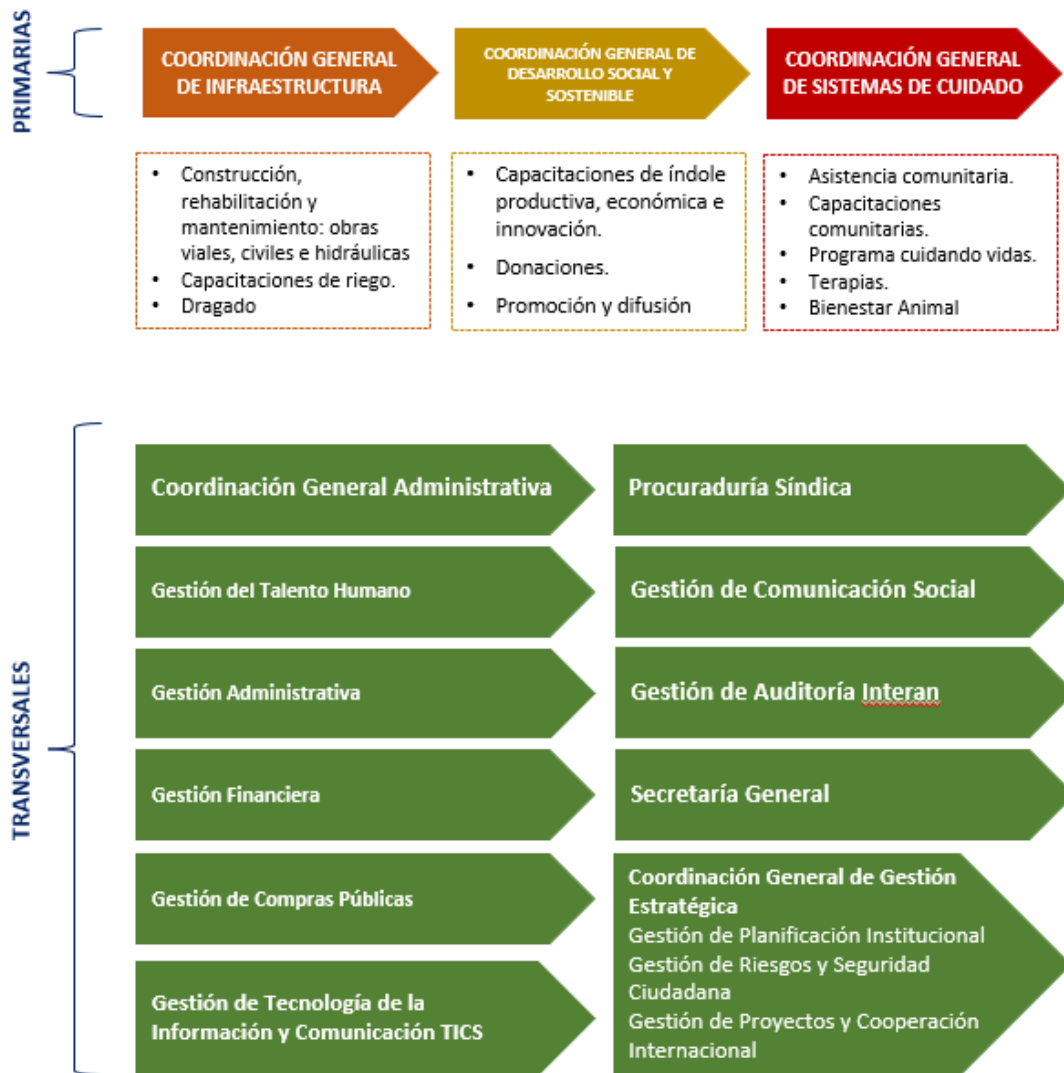 PRIMARIAS
COORDINACIÓN GENERAL
DE INFRAESTRUCTURA
COORDINACIÓN GENERAL DE
DESARROLLO SOCIAL Y
SOSTENIBLE
COORDINACIÓN GENERAL
DE SISTEMAS DE CUIDADO
• Construcción,
rehabilitación y
mantenimiento: obras
viales, civiles e hidráulicas
• Capacitaciones de riego.
• Dragado
• Capacitaciones de índole
productiva, económica e
innovación.
• Donaciones.
• Promoción y difusión
• Asistencia comunitaria.
• Capacitaciones
comunitarias.
• Programa cuidando vidas.
• Terapias.
• Bienestar Animal
TRANSVERSALES
Coordinación General Administrativa
Gestión del Talento Humano
Gestión Administrativa
Gestión Financiera
Gestión de Compras Públicas
Gestión de Tecnología de la
Información y Comunicación TICS
Procuraduría Síndica
Gestión de Comunicación Social
Gestión de Auditoría Interan
Secretaría General
Coordinación General de Gestión
Estratégica
Gestión de Planificación Institucional
Gestión de Riesgos y Seguridad
Ciudadana
Gestión de Proyectos y Cooperación
Internacional